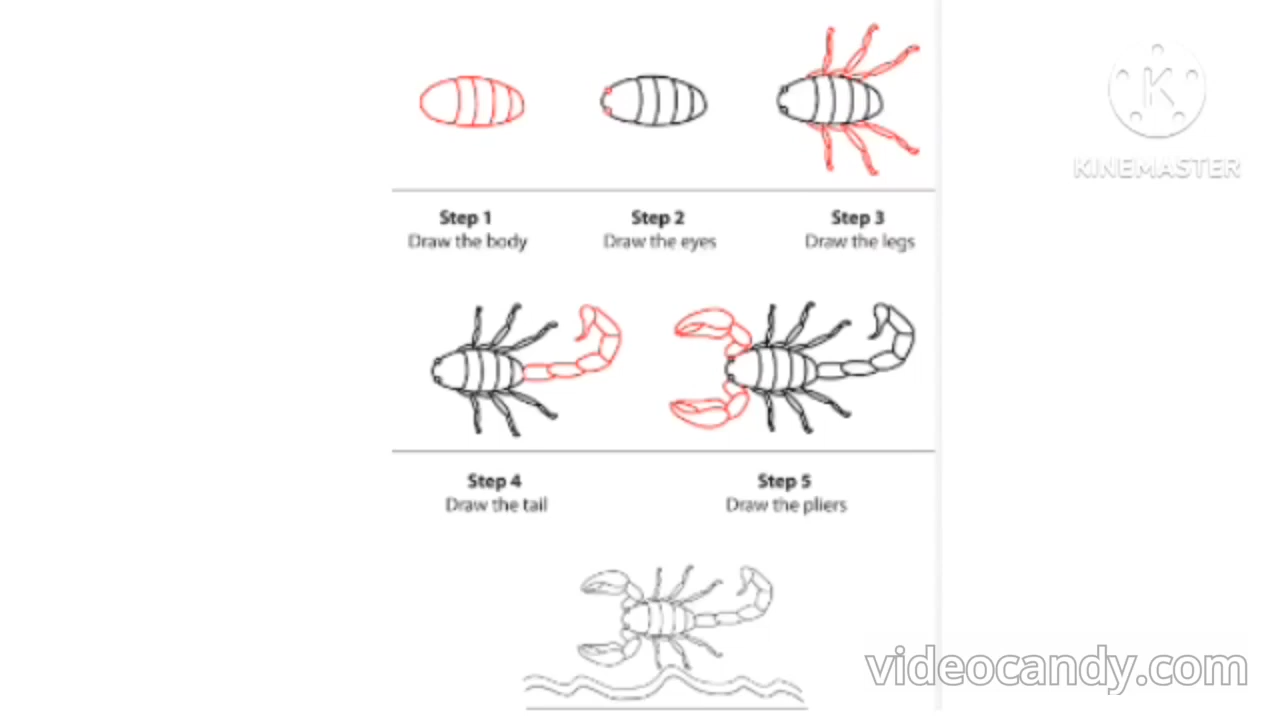 KINEMASTER
Step 1
Draw the body
Step 2
Draw the eyes
Step 3
Draw the legs
Step 4
Draw the tail
Step 5
Draw the pliers
videocandy.com